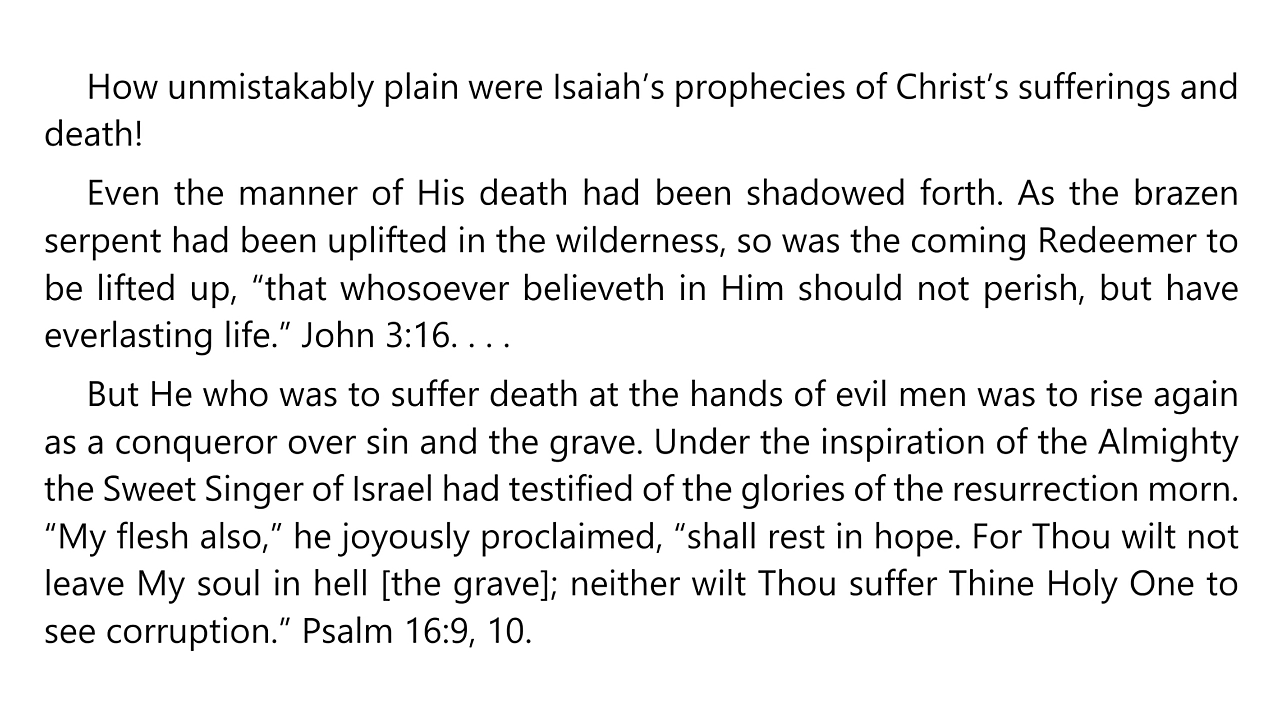 How unmistakably plain were Isaiah’s prophecies of Christ’s sufferings and
death!
Even the manner of His death had been shadowed forth. As the brazen
serpent had been uplifted in the wilderness, so was the coming Redeemer to
be lifted up, “that whosoever believeth in Him should not perish, but have
everlasting life.” John 3:16. . . .
But He who was to suffer death at the hands of evil men was to rise again
as a conqueror over sin and the grave. Under the inspiration of the Almighty
the Sweet Singer of Israel had testified of the glories of the resurrection morn.
“My flesh also,” he joyously proclaimed, “shall rest in hope. For Thou wilt not
leave My soul in hell [the grave]; neither wilt Thou suffer Thine Holy One to
see corruption.” Psalm 16:9, 10.